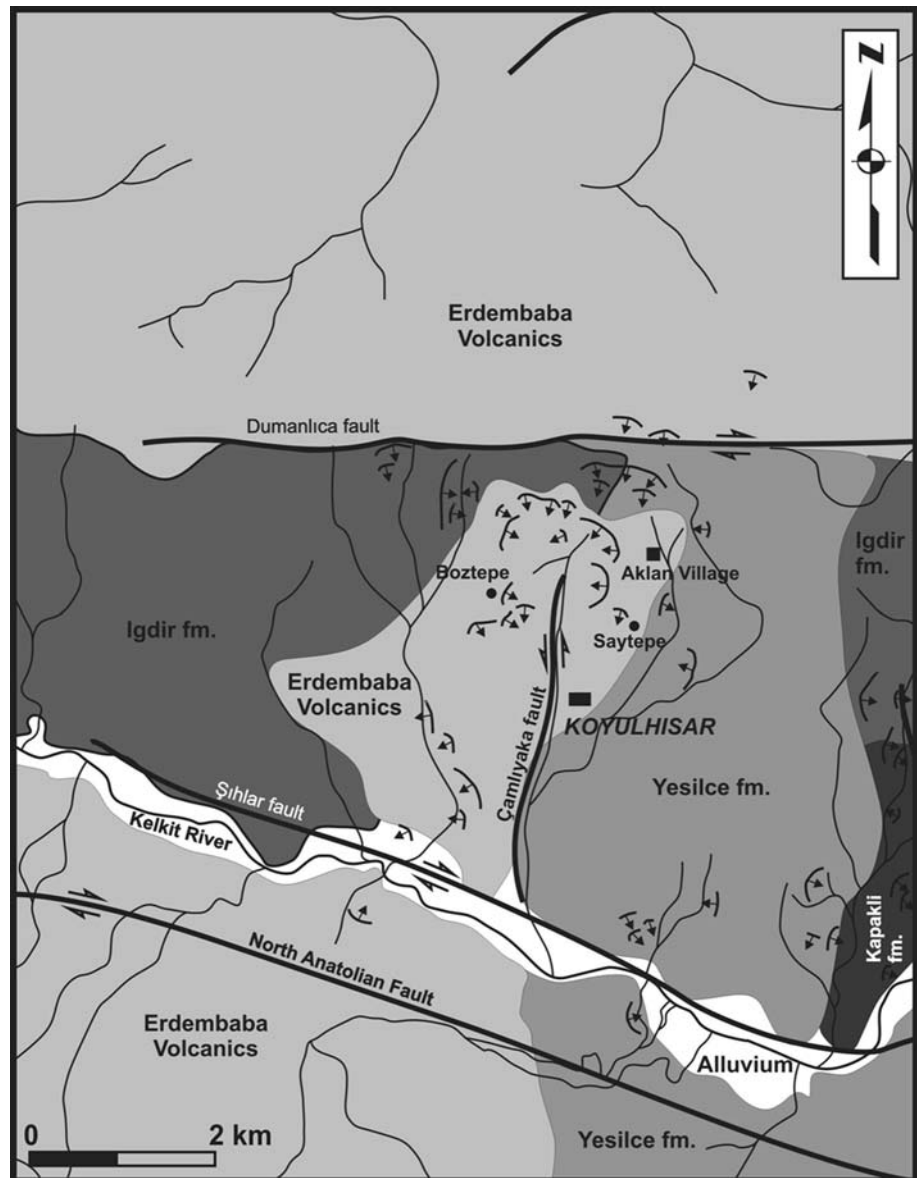 N
Erdembaba
Volcanics
Dumanlıca fault
Igdir
fm.
Boztepe
Aklan Village
Igdir fm.
Saytepe
Erdembaba
Volcanics
KOYULHISAR
Çamlıyaka fault
Yesilce fm.
Şıhlar fault
Kelkit River
Kapakli
fm.
North Anatolian Fault
Erdembaba
Volcanics
Alluvium
0 2 km
Yesilce fm.